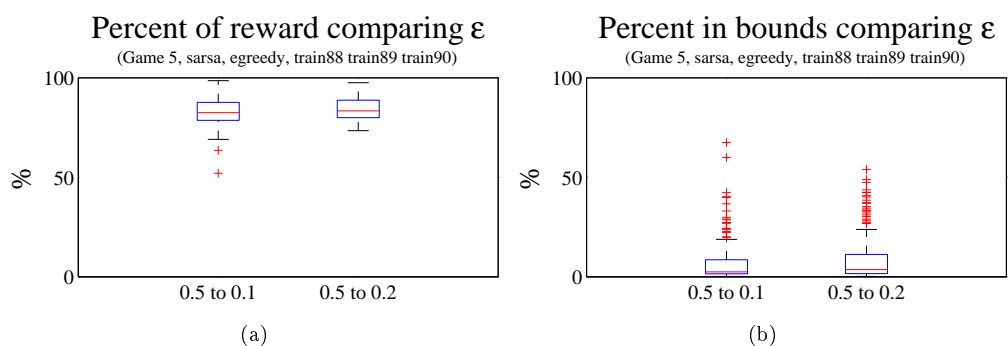 Percent of reward comparing ε
(Game 5, sarsa, egreedy, train88 train89 train90)
100
50
0
%
0.5 to 0.1
0.5 to 0.2
(a)
Percent in bounds comparing ε
(Game 5, sarsa, egreedy, train88 train89 train90)
100
50
0
%
0.5 to 0.1
0.5 to 0.2
(b)